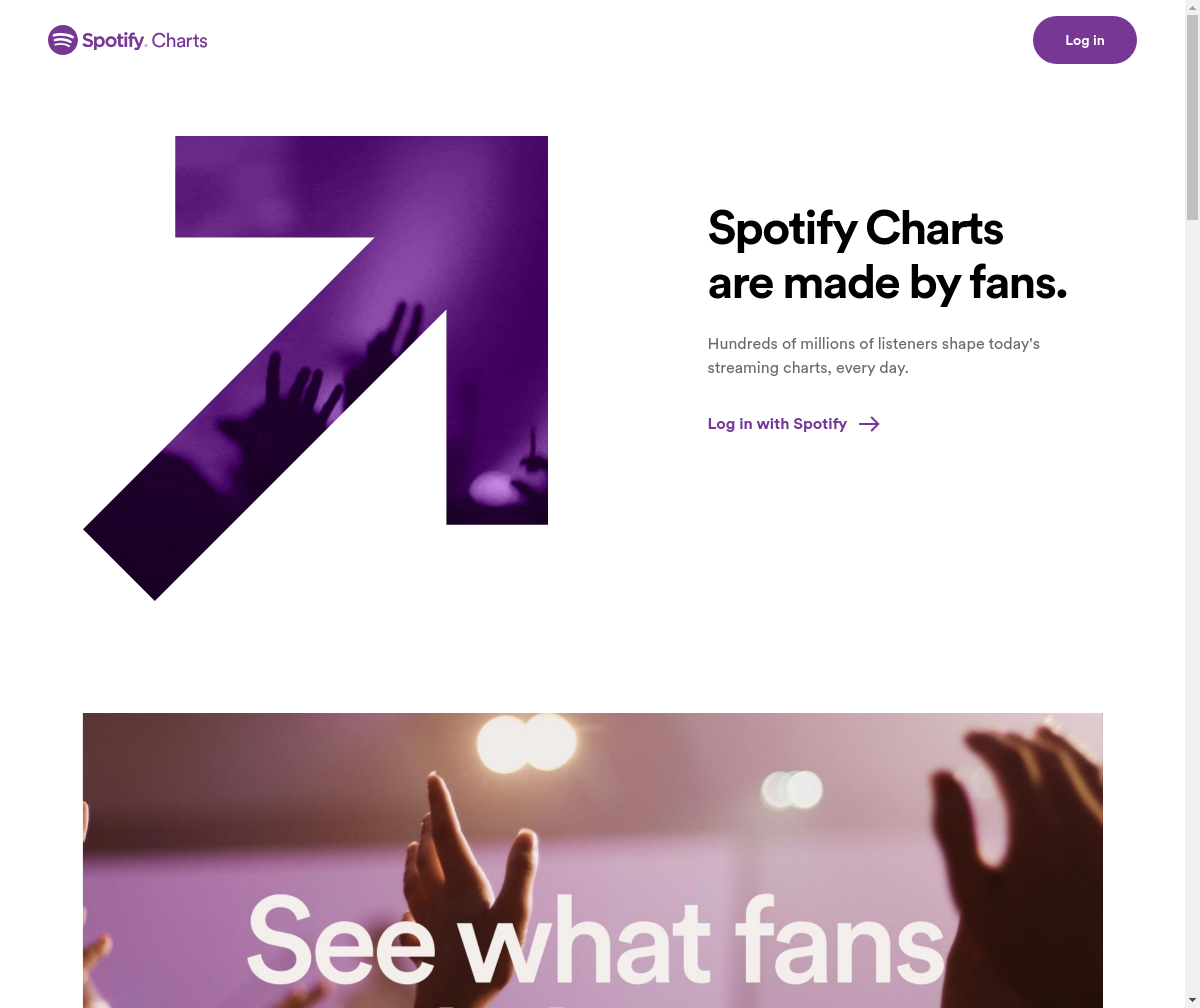 Spotify Charts
Log in
Spotify Charts
are made by fans.
Hundreds of millions of listeners shape today's
streaming charts, every day.
Log in with Spotify
See what fans